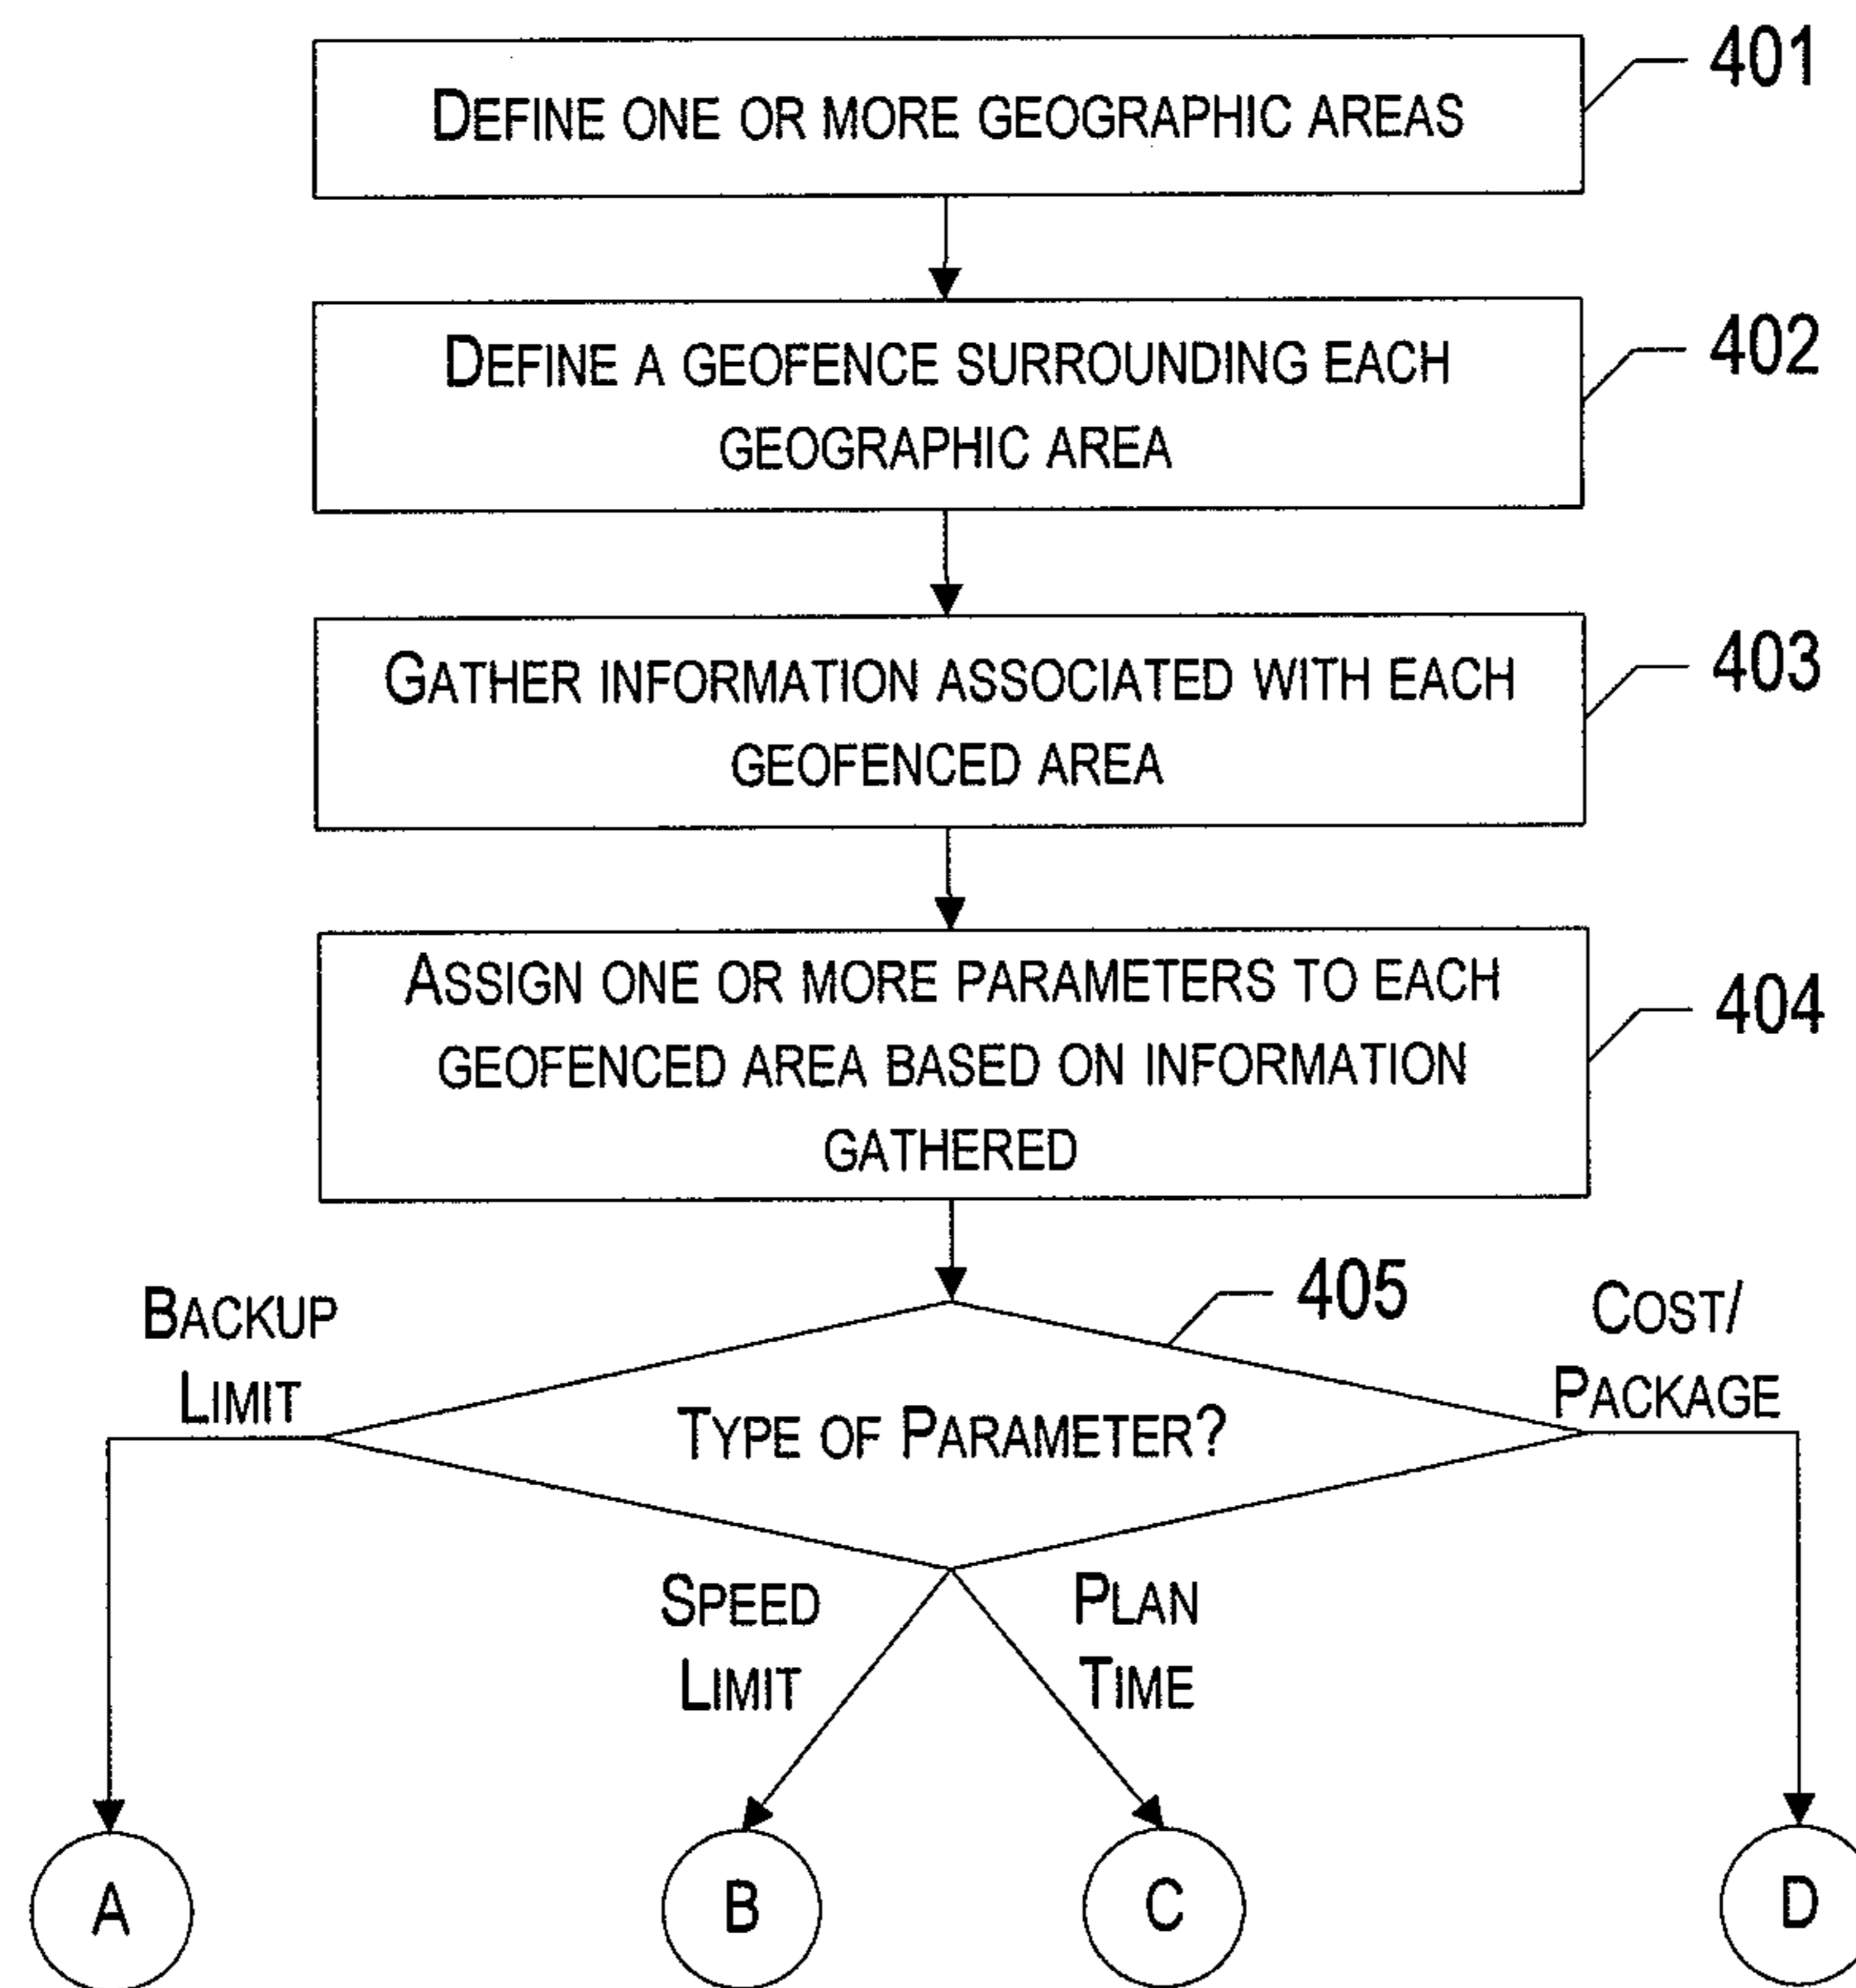 DEFINE ONE OR MORE GEOGRAPHIC AREAS
401
DEFINE A GEOFENCE SURROUNDING EACH
GEOGRAPHIC AREA
402
GATHER INFORMATION ASSOCIATED WITH EACH
GEOFENCED AREA
403
ASSIGN ONE OR MORE PARAMETERS TO EACH
GEOFENCED AREA BASED ON INFORMATION
GATHERED
404
405
BACKUP
LIMIT
TYPE OF PARAMETER?
COST/
PACKAGE
SPEED
LIMIT
PLAN
TIME
A
B
C
D